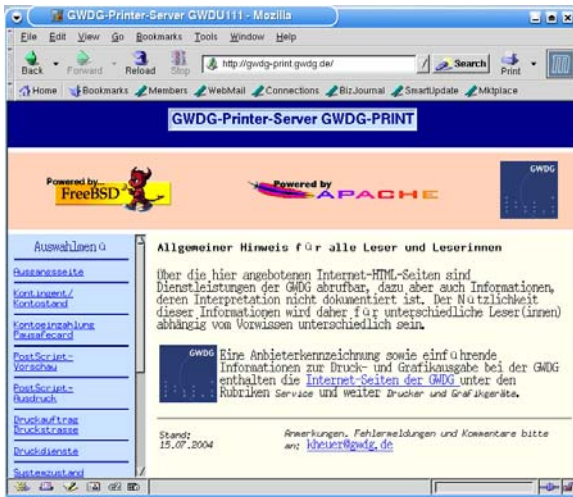 GWDG-Printer-Server GWDU111 - Mozilla
File Edit View Go Bookmarks Tools Window Help
Back Forward Reload Stop http://gwdg-print.gwdg.de/ Search Print
Home Bookmarks Members WebMail Connections BizJournal SmartUpdate Mktplace
GWDG-Printer-Server GWDG-PRINT
Powered by...
FreeBSD
Powered by
APACHE
GWDG
Auswahlmenü
Ausgangsseite
Kontingent/
Kontostand
Kontoeinzahlung
Pausafecard
PostScript-
Vorschau
PostScript-
Ausdruck
Druckauftrag
Druckstrasse
Druckdienste
Systemzustand
Allgemeiner Hinweis für alle Leser und Leserinnen
Über die hier angebotenen Internet-HTML-Seiten sind
Dienstleistungen der GWDG abrufbar, dazu aber auch Informationen,
deren Interpretation nicht dokumentiert ist. Der Nützlichkeit
dieser Informationen wird daher für unterschiedliche Leser(innen)
abhängig vom Vorwissen unterschiedlich sein.
GWDG
Eine Anbieterkennzeichnung sowie einführende
Informationen zur Druck- und Grafikausgabe bei der GWDG
enthalten die Internet-Seiten der GWDG unter den
Rubriken Service und weiter Drucker und Grafikgeräte.
Stand:
15.07.2004
Anmerkungen, Fehlermeldungen und Kommentare bitte
an: kheuer@gwdg.de